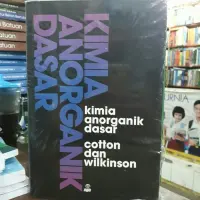 KIMIA
ANORGANIK
DASAR
kimia
anorganik
dasar
cotton
dan
wilkinson